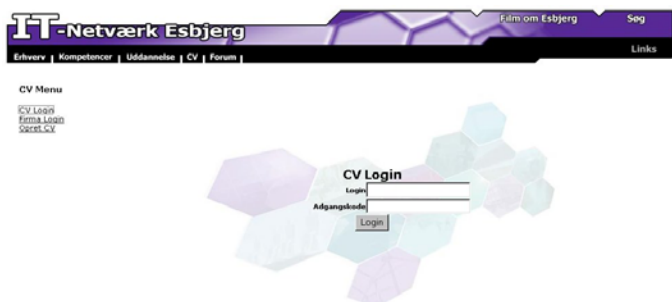 IT-Netværk Esbjerg
Film om Esbjerg
Søg
Links
Erhverv | Kompetencer | Uddannelse | CV | Forum |
CV Menu
CV Login
Firma Login
Opret CV
CV Login
Login
Adgangskode
Login